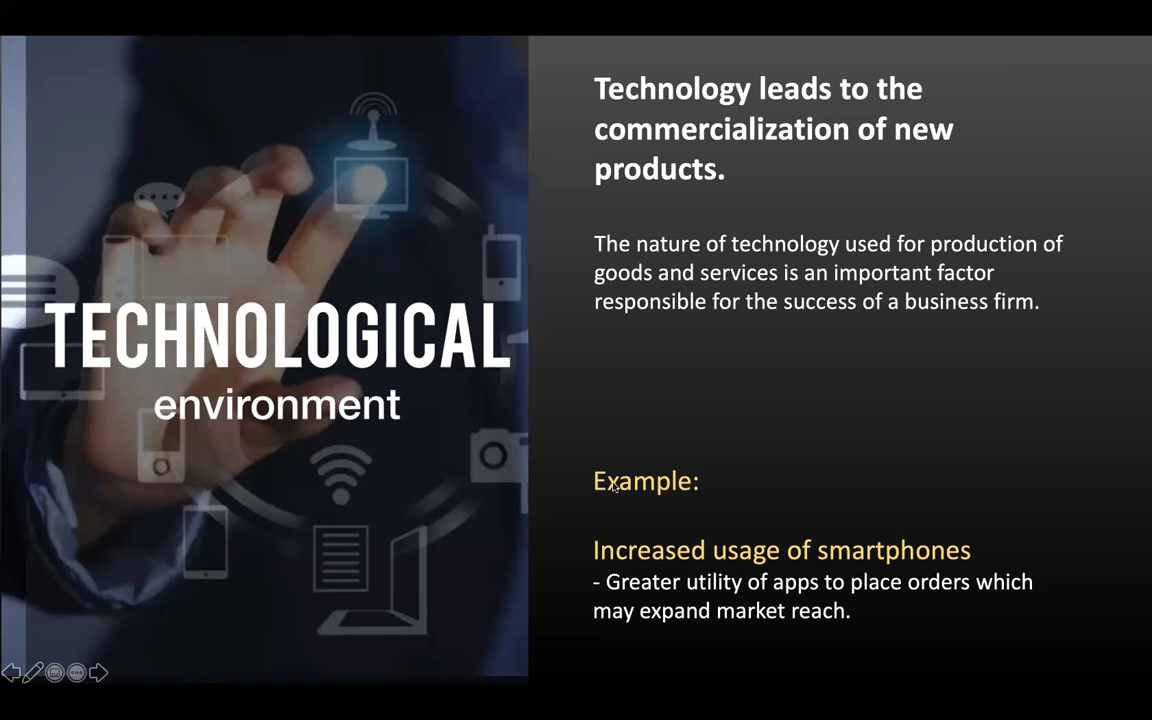 TECHNOLOGICAL
environment
Technology leads to the
commercialization of new
products.
The nature of technology used for production of
goods and services is an important factor
responsible for the success of a business firm.
Example:
Increased usage of smartphones
- Greater utility of apps to place orders which
may expand market reach.